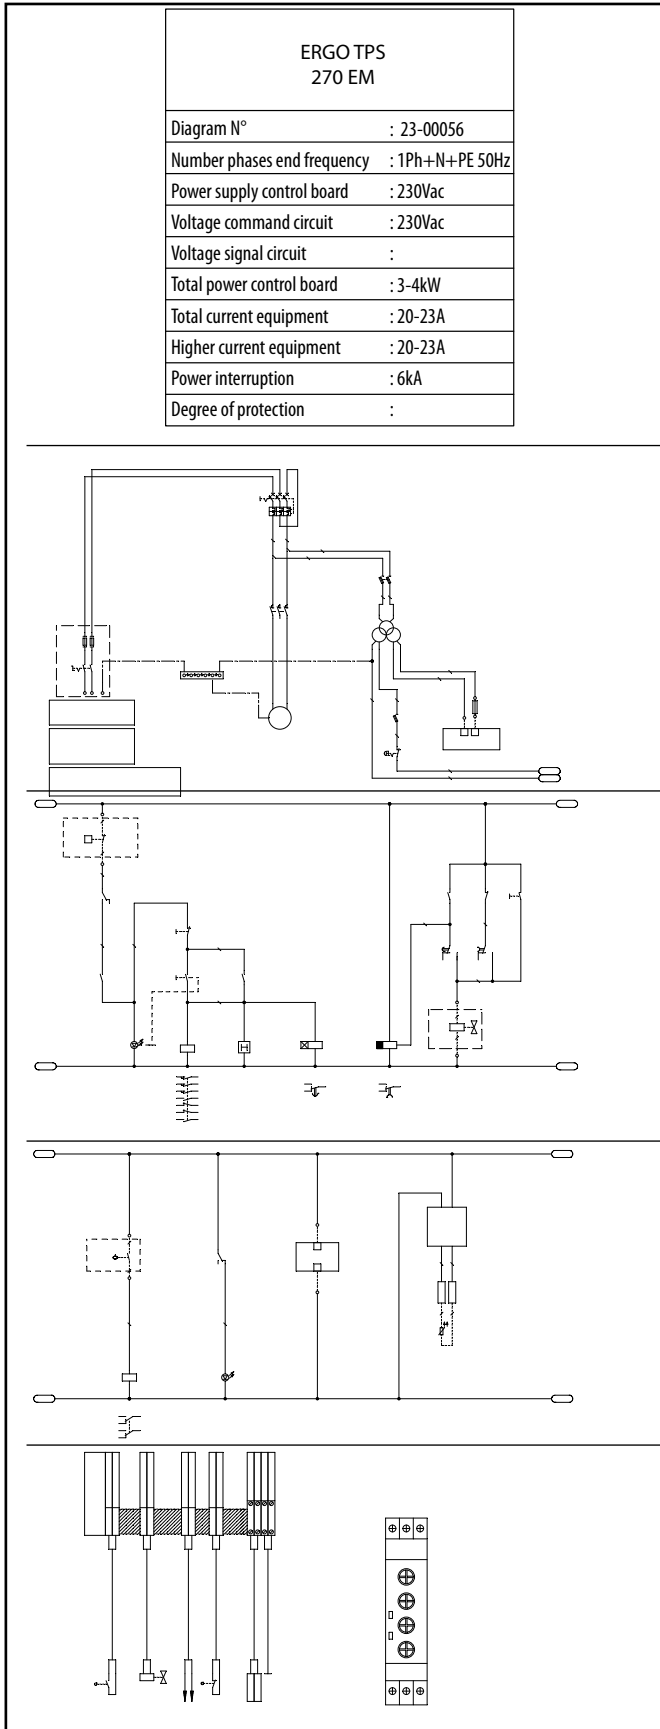 ERGO TPS
270 EM
Diagram N° : 23-00056
Number phases end frequency : 1Ph+N+PE 50Hz
Power supply control board : 230Vac
Voltage command circuit : 230Vac
Voltage signal circuit :
Total power control board : 3-4kW
Total current equipment : 20-23A
Higher current equipment : 20-23A
Power interruption : 6kA
Degree of protection :